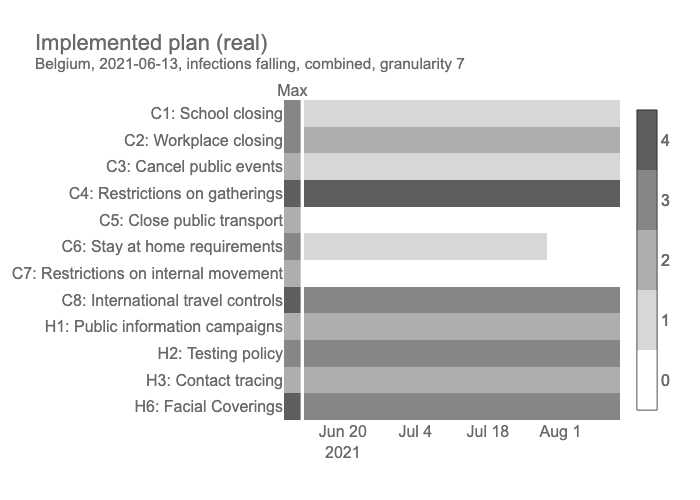 Implemented plan (real)
Belgium, 2021-06-13, infections falling, combined, granularity 7
Max
C1: School closing
C2: Workplace closing
C3: Cancel public events
C4: Restrictions on gatherings
C5: Close public transport
C6: Stay at home requirements
C7: Restrictions on internal movement
C8: International travel controls
H1: Public information campaigns
H2: Testing policy
H3: Contact tracing
H6: Facial Coverings
Jun 20 Jul 4 Jul 18 Aug 1
2021
4
3
2
1
0